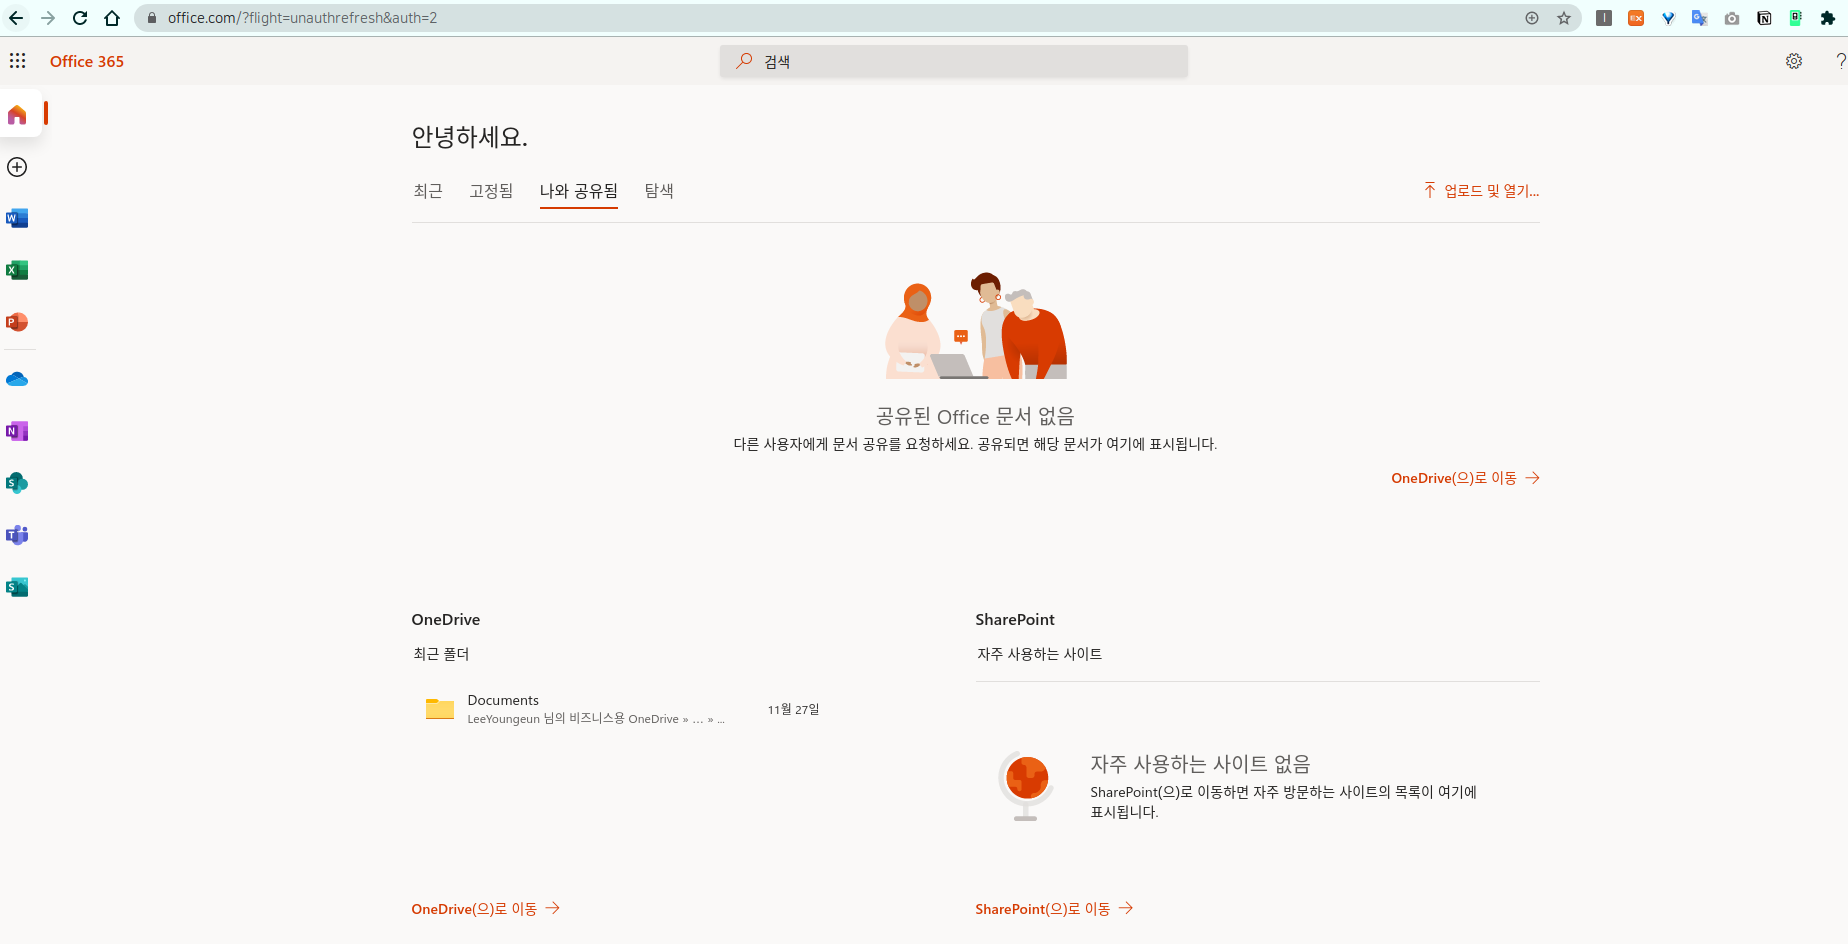 office.com/?flight=unauthrefresh&auth=2
Office 365
검색
안녕하세요.
최근 고정됨 나와 공유됨 탐색
업로드 및 열기...
공유된 Office 문서 없음
다른 사용자에게 문서 공유를 요청하세요. 공유되면 해당 문서가 여기에 표시됩니다.
OneDrive(으)로 이동
OneDrive
최근 폴더
Documents
LeeYoungeun 님의 비즈니스용 OneDrive » ... » ...
11월 27일
OneDrive(으)로 이동
SharePoint
자주 사용하는 사이트
자주 사용하는 사이트 없음
SharePoint(으)로 이동하면 자주 방문하는 사이트의 목록이 여기에
표시됩니다.
SharePoint(으)로 이동